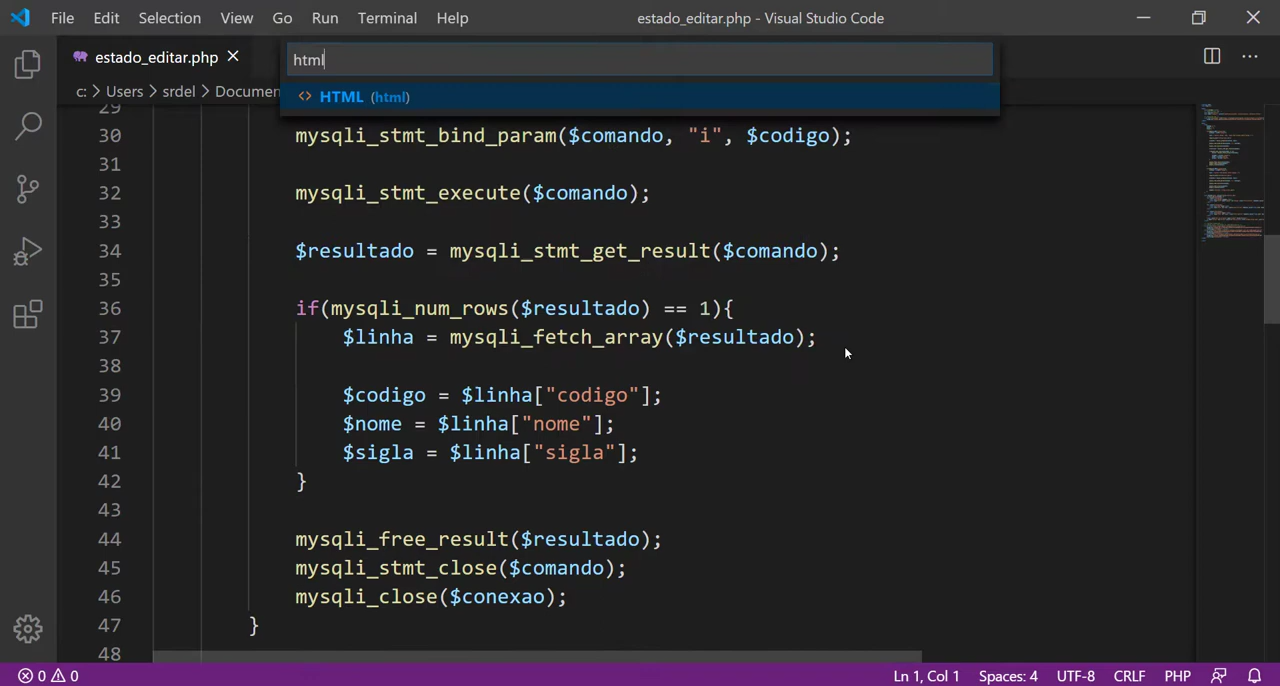 File Edit Selection View Go Run Terminal Help estado_editar.php - Visual Studio Code
estado_editar.php
html
c: > Users > srdel > Documen
HTML (html)
29
30 mysqli_stmt_bind_param($comando, "i", $codigo);
31
32 mysqli_stmt_execute($comando);
33
34 $resultado = mysqli_stmt_get_result($comando);
35
36 if(mysqli_num_rows($resultado) == 1){
37 $linha = mysqli_fetch_array($resultado);
38
39 $codigo = $linha["codigo"];
40 $nome = $linha["nome"];
41 $sigla = $linha["sigla"];
42 }
43
44 mysqli_free_result($resultado);
45 mysqli_stmt_close($comando);
46 mysqli_close($conexao);
47 }
48
0 0 Ln 1, Col 1 Spaces: 4 UTF-8 CRLF PHP